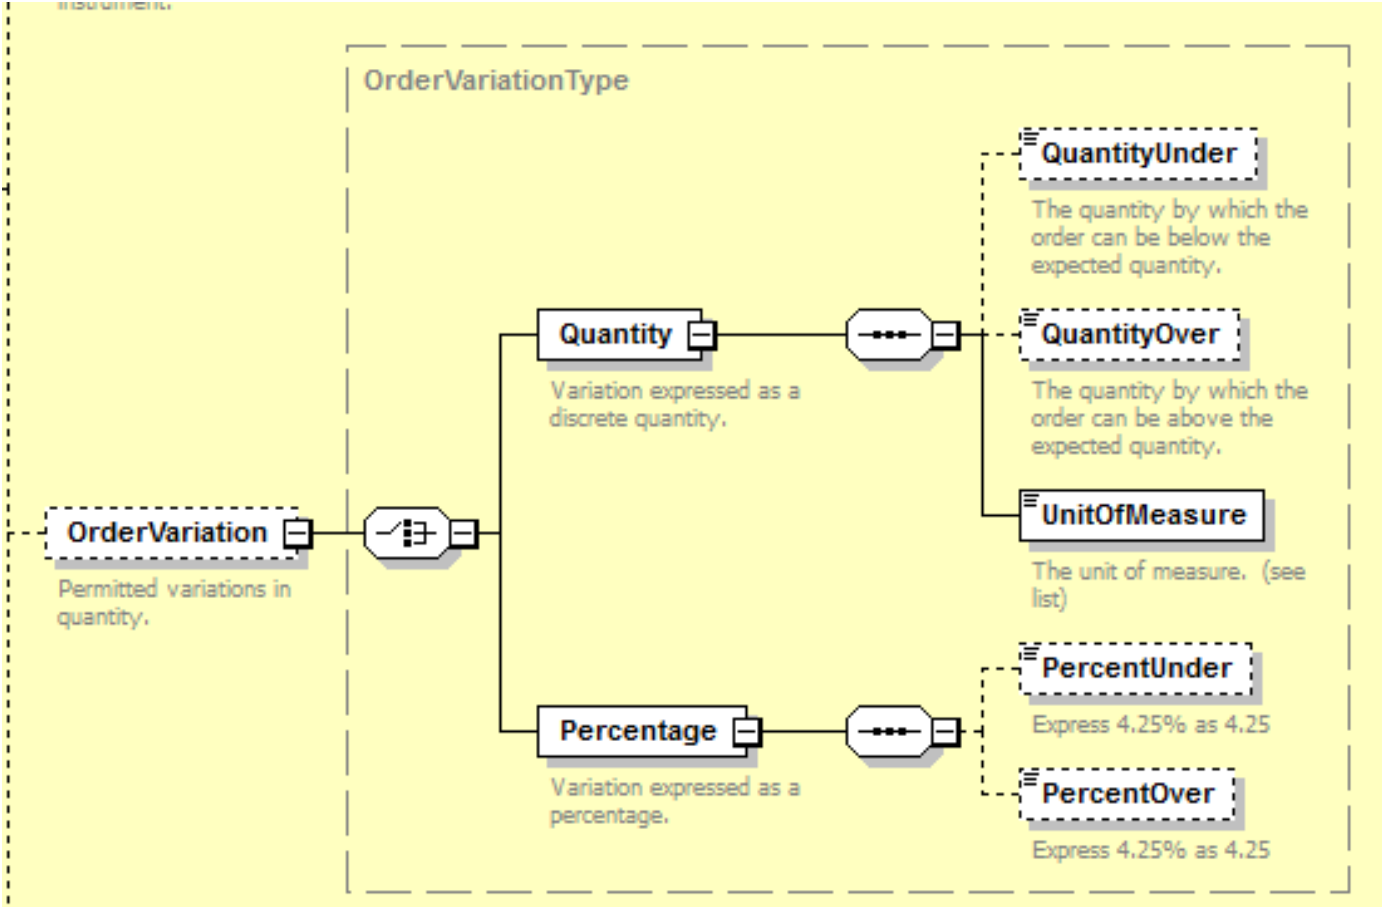 instrument.
OrderVariationType
QuantityUnder
The quantity by which the
order can be below the
expected quantity.
Quantity
Variation expressed as a
discrete quantity.
QuantityOver
The quantity by which the
order can be above the
expected quantity.
OrderVariation
Permitted variations in
quantity.
UnitOfMeasure
The unit of measure. (see
list)
Percentage
Variation expressed as a
percentage.
PercentUnder
Express 4.25% as 4.25
PercentOver
Express 4.25% as 4.25